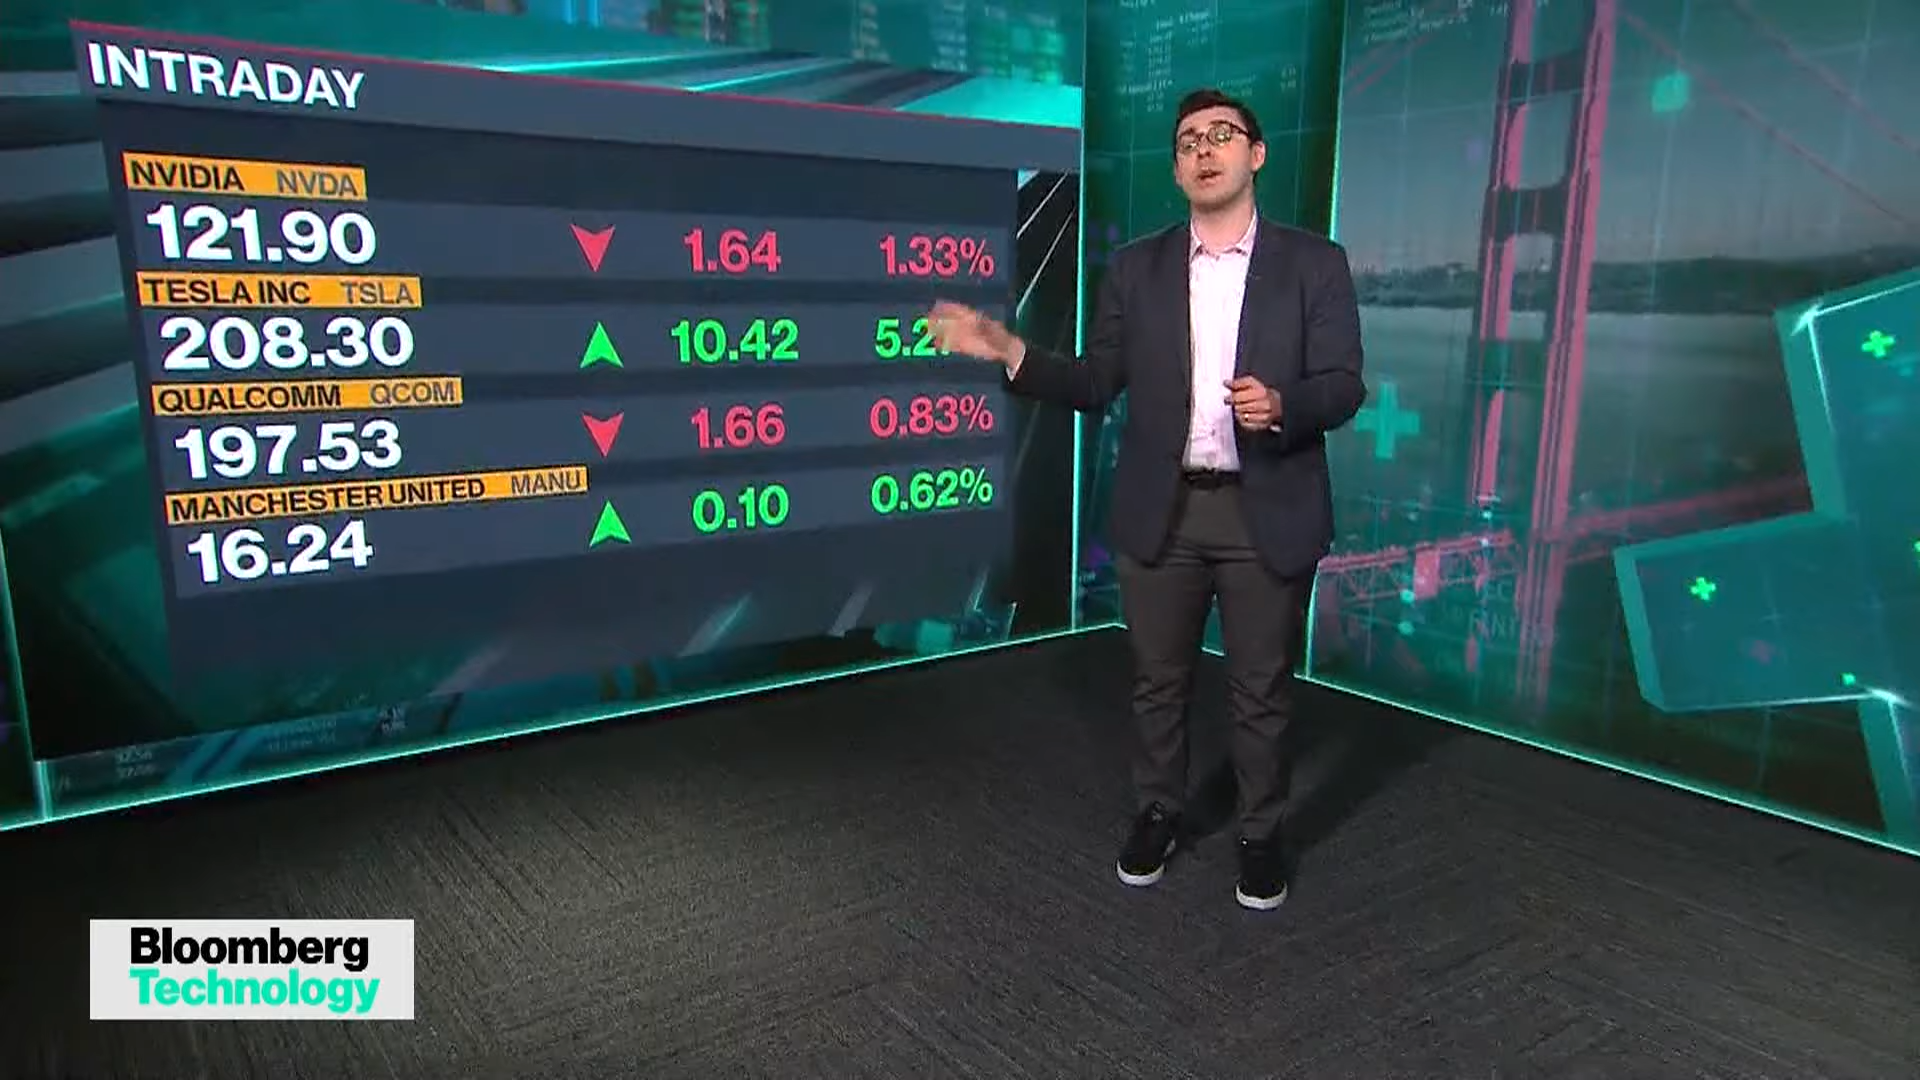 INTRADAY
NVIDIA NVDA
121.90 1.64 1.33%
TESLA INC TSLA
208.30 10.42
QUALCOMM QCOM
197.53 1.66 0.83%
MANCHESTER UNITED MANU
16.24 0.10 0.62%
Bloomberg
Technology